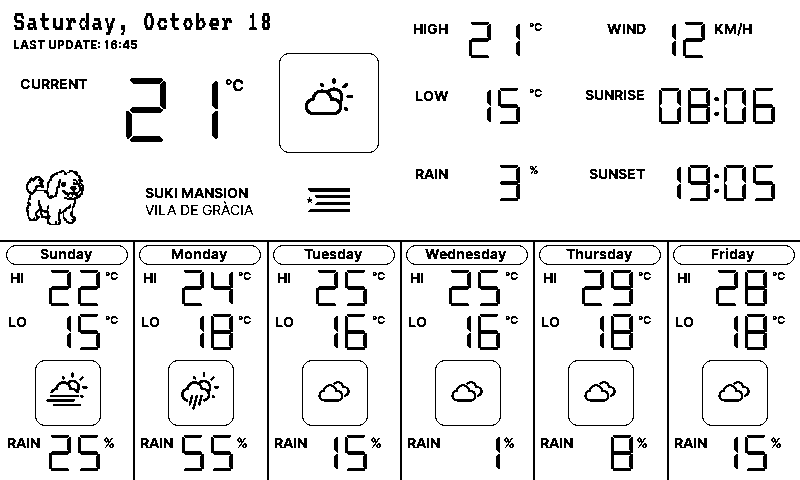 Saturday, October 18
LAST UPDATE: 16:45
CURRENT 21 °C
SUKI MANSION
VILA DE GRÀCIA
HIGH 21 °C
LOW 15 °C
RAIN 3 %
WIND 12 KM/H
SUNRISE 08:06
SUNSET 19:05
Sunday
HI 22 °C
LO 15 °C
RAIN 25 %
Monday
HI 24 °C
LO 18 °C
RAIN 55 %
Tuesday
HI 25 °C
LO 16 °C
RAIN 15 %
Wednesday
HI 25 °C
LO 16 °C
RAIN 1 %
Thursday
HI 29 °C
LO 18 °C
RAIN 8 %
Friday
HI 28 °C
LO 18 °C
RAIN 15 %